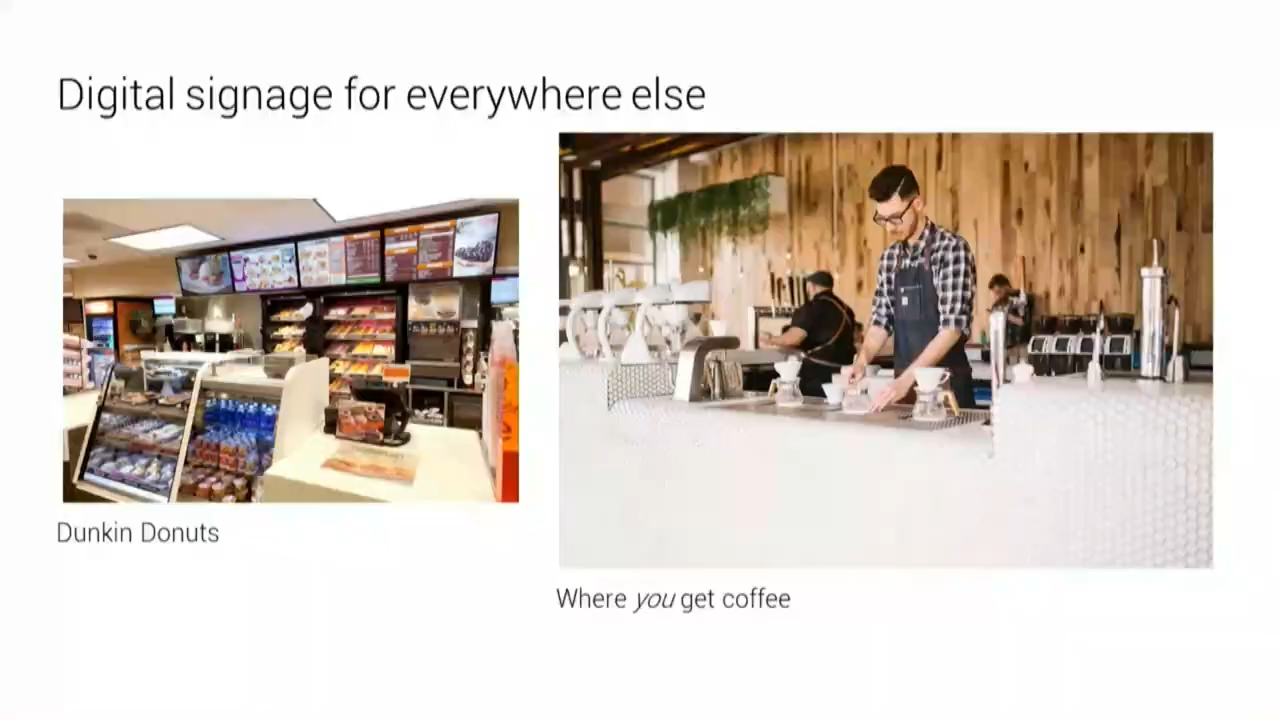 Digital signage for everywhere else
Dunkin Donuts
Where you get coffee